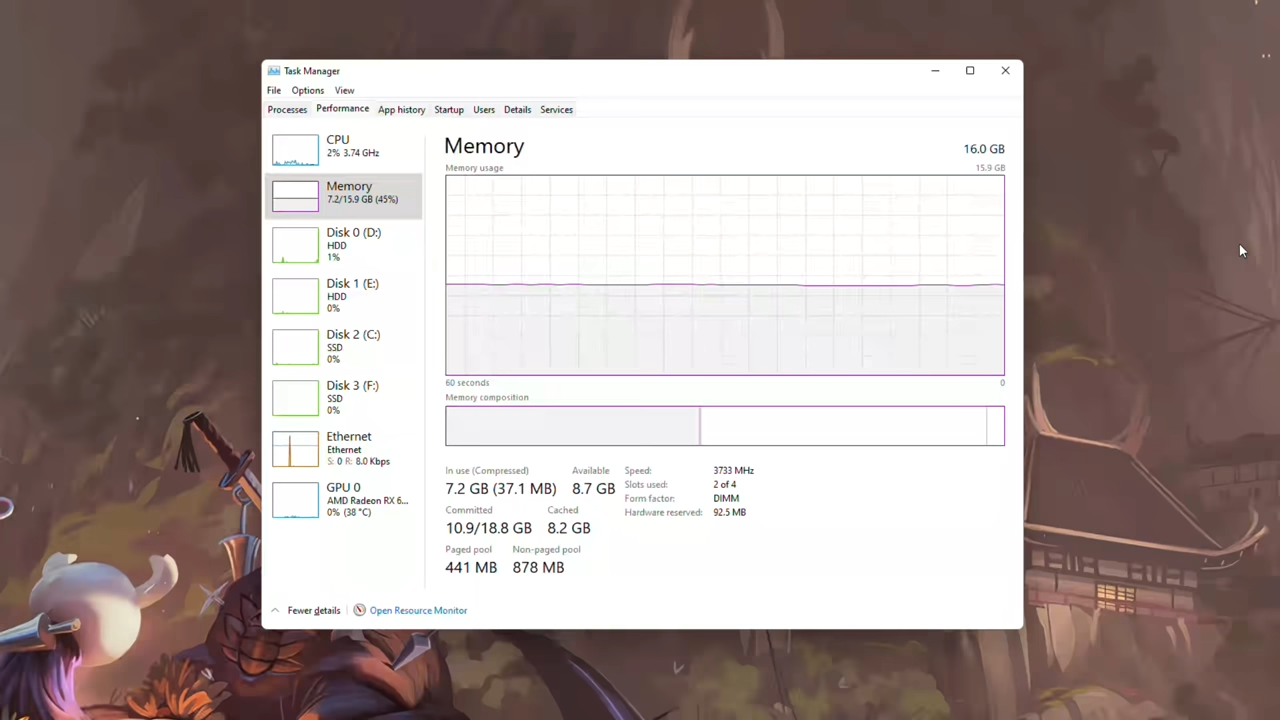 Task Manager
File Options View
Processes Performance App history Startup Users Details Services
CPU
2% 3.74 GHz
Memory
7.2/15.9 GB (45%)
Disk 0 (D:)
HDD
1%
Disk 1 (E:)
HDD
0%
Disk 2 (C:)
SSD
0%
Disk 3 (F:)
SSD
0%
Ethernet
Ethernet
S: 0 R: 8.0 Kbps
GPU 0
AMD Radeon RX 6...
0% (38 °C)
Memory 16.0 GB
Memory usage 15.9 GB
60 seconds 0
Memory composition
In use (Compressed) Available
7.2 GB (37.1 MB) 8.7 GB
Committed Cached
10.9/18.8 GB 8.2 GB
Paged pool Non-paged pool
441 MB 878 MB
Speed: 3733 MHz
Slots used: 2 of 4
Form factor: DIMM
Hardware reserved: 92.5 MB
Fewer details Open Resource Monitor